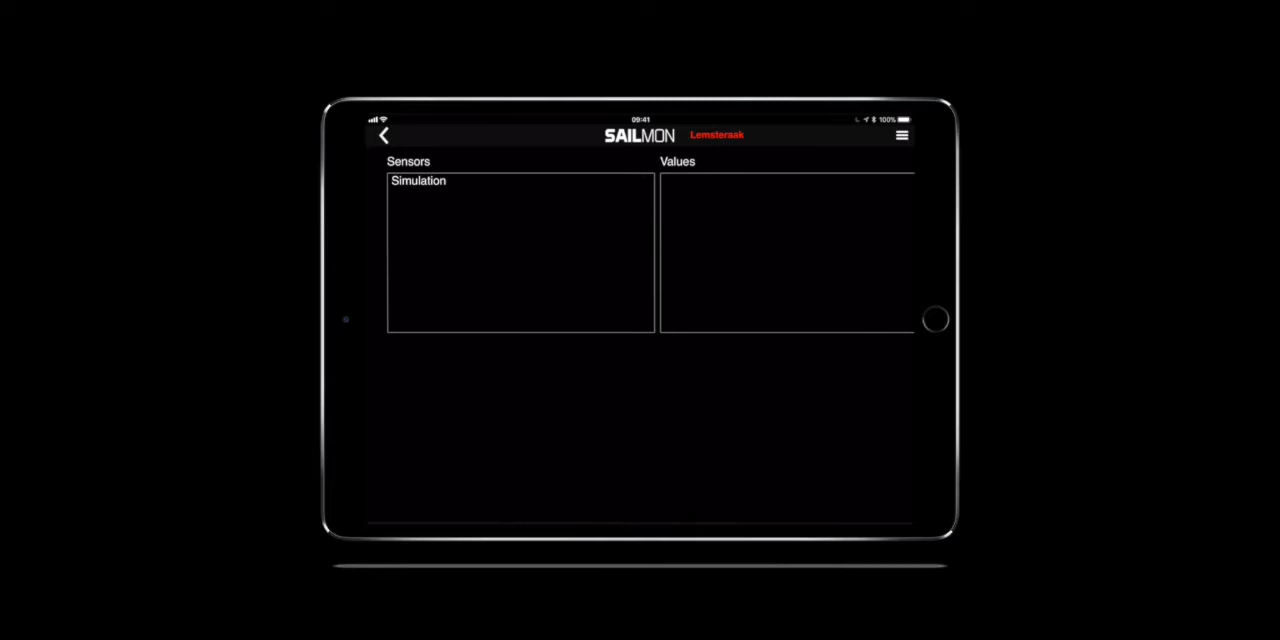 09:41
100%
SAILMON Lemsteraak
Sensors
Values
Simulation